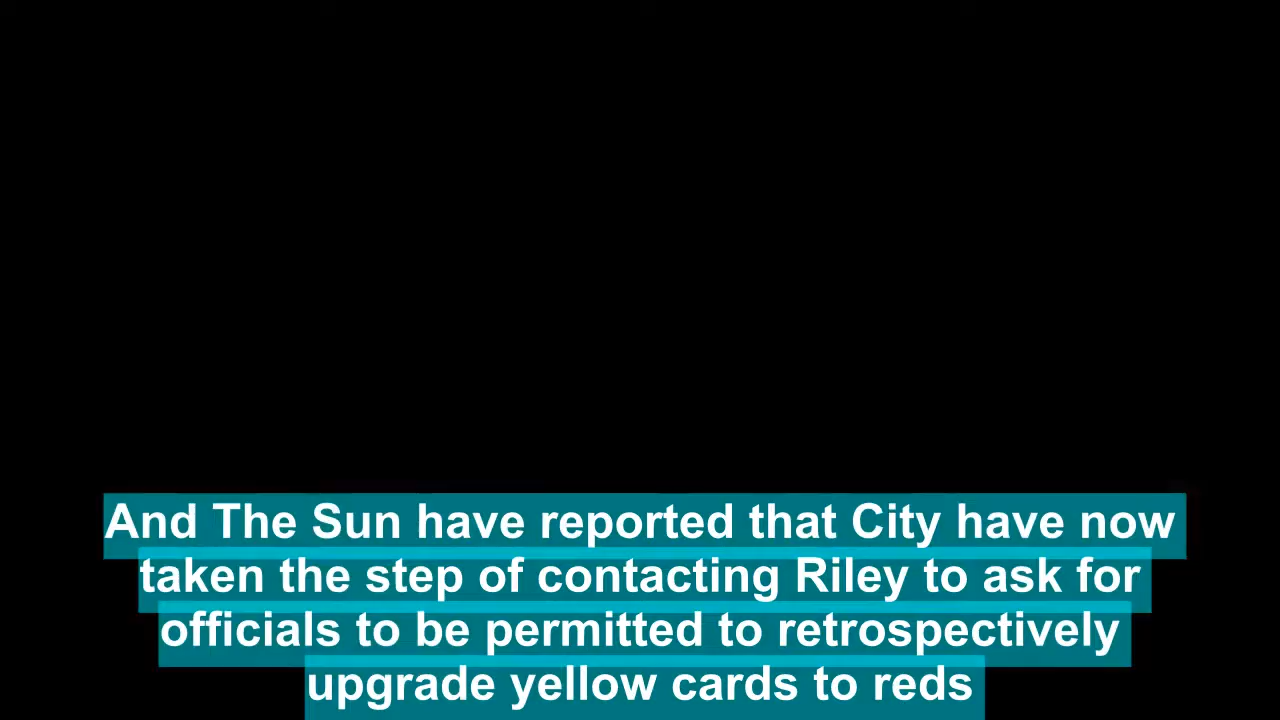 And The Sun have reported that City have now
taken the step of contacting Riley to ask for
officials to be permitted to retrospectively
upgrade yellow cards to reds